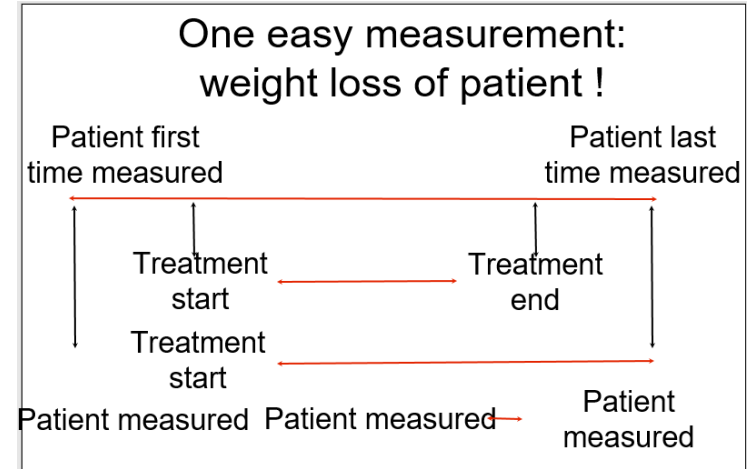 One easy measurement:
weight loss of patient !
Patient first
time measured
Patient last
time measured
Treatment
start
Treatment
end
Treatment
start
Patient measured
Patient measured
Patient
measured